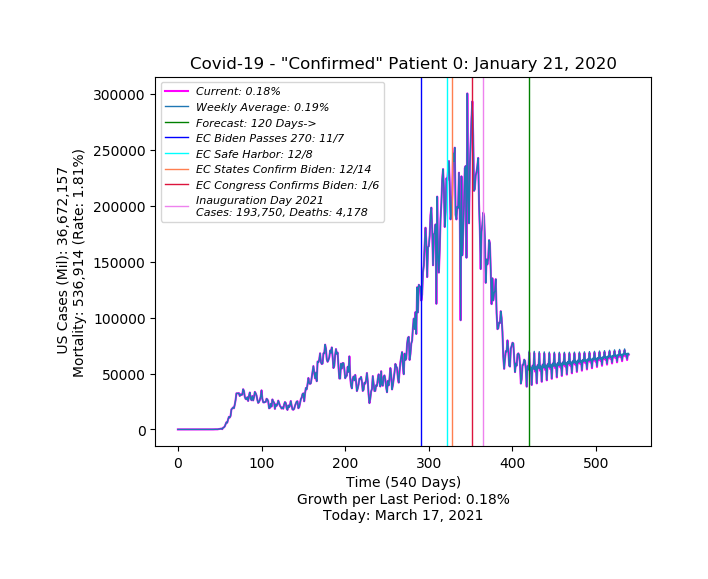 Covid-19 - "Confirmed" Patient 0: January 21, 2020
US Cases (Mil): 36,672,157
Mortality: 536,914 (Rate: 1.81%)
300000
250000
200000
150000
100000
50000
0
Current: 0.18%
Weekly Average: 0.19%
Forecast: 120 Days->
EC Biden Passes 270: 11/7
EC Safe Harbor: 12/8
EC States Confirm Biden: 12/14
EC Congress Confirms Biden: 1/6
Inauguration Day 2021
Cases: 193,750, Deaths: 4,178
0 100 200 300 400 500
Time (540 Days)
Growth per Last Period: 0.18%
Today: March 17, 2021